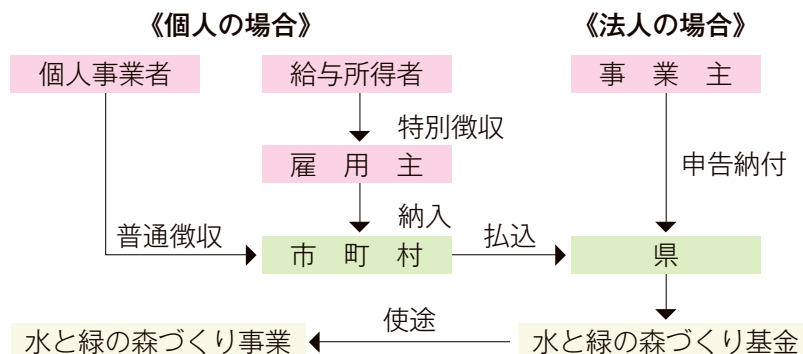 《個人の場合》
《法人の場合》
個人事業者
給与所得者
事業主
特別徴収
雇用主
申告納付
納入
普通徴収
払込
市町村
県
使途
水と緑の森づくり事業
水と緑の森づくり基金